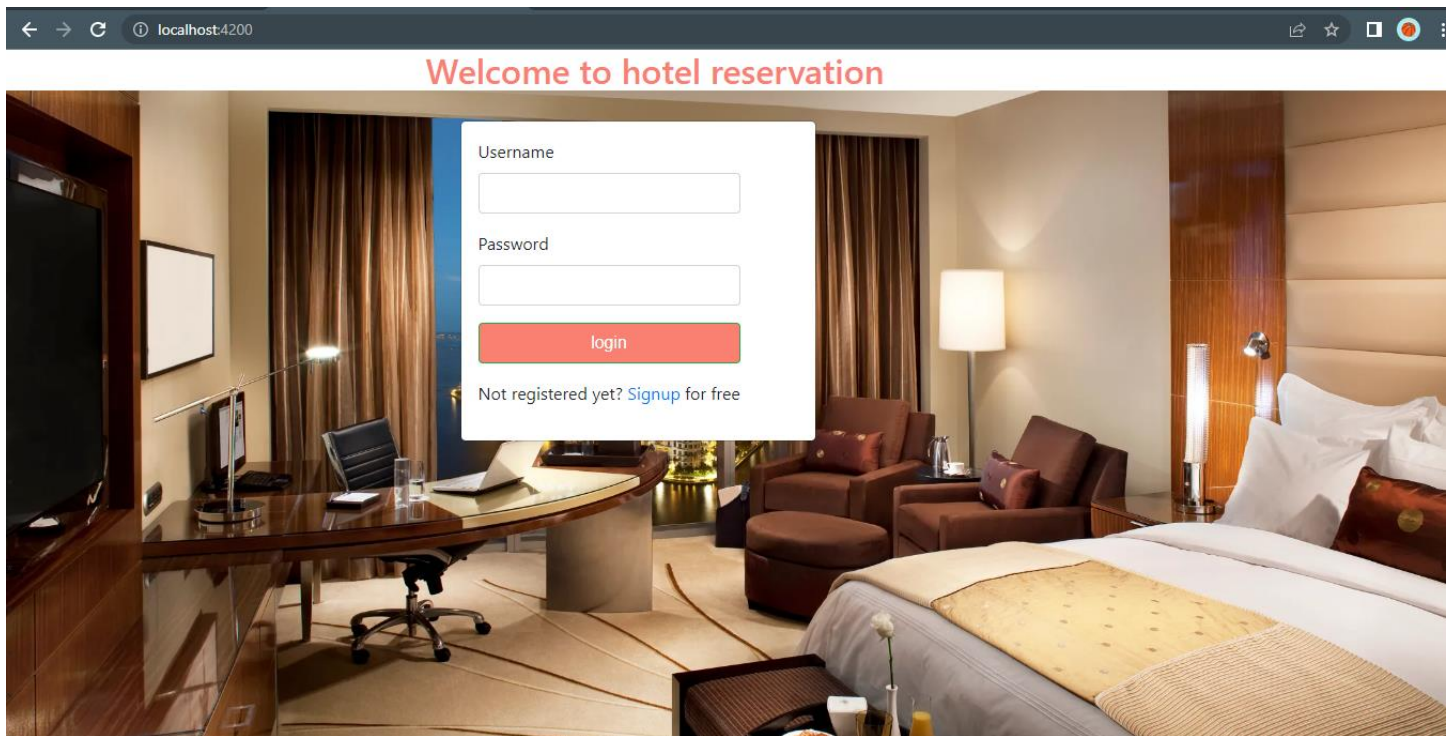 localhost:4200
Welcome to hotel reservation
Username
Password
login
Not registered yet? Signup for free